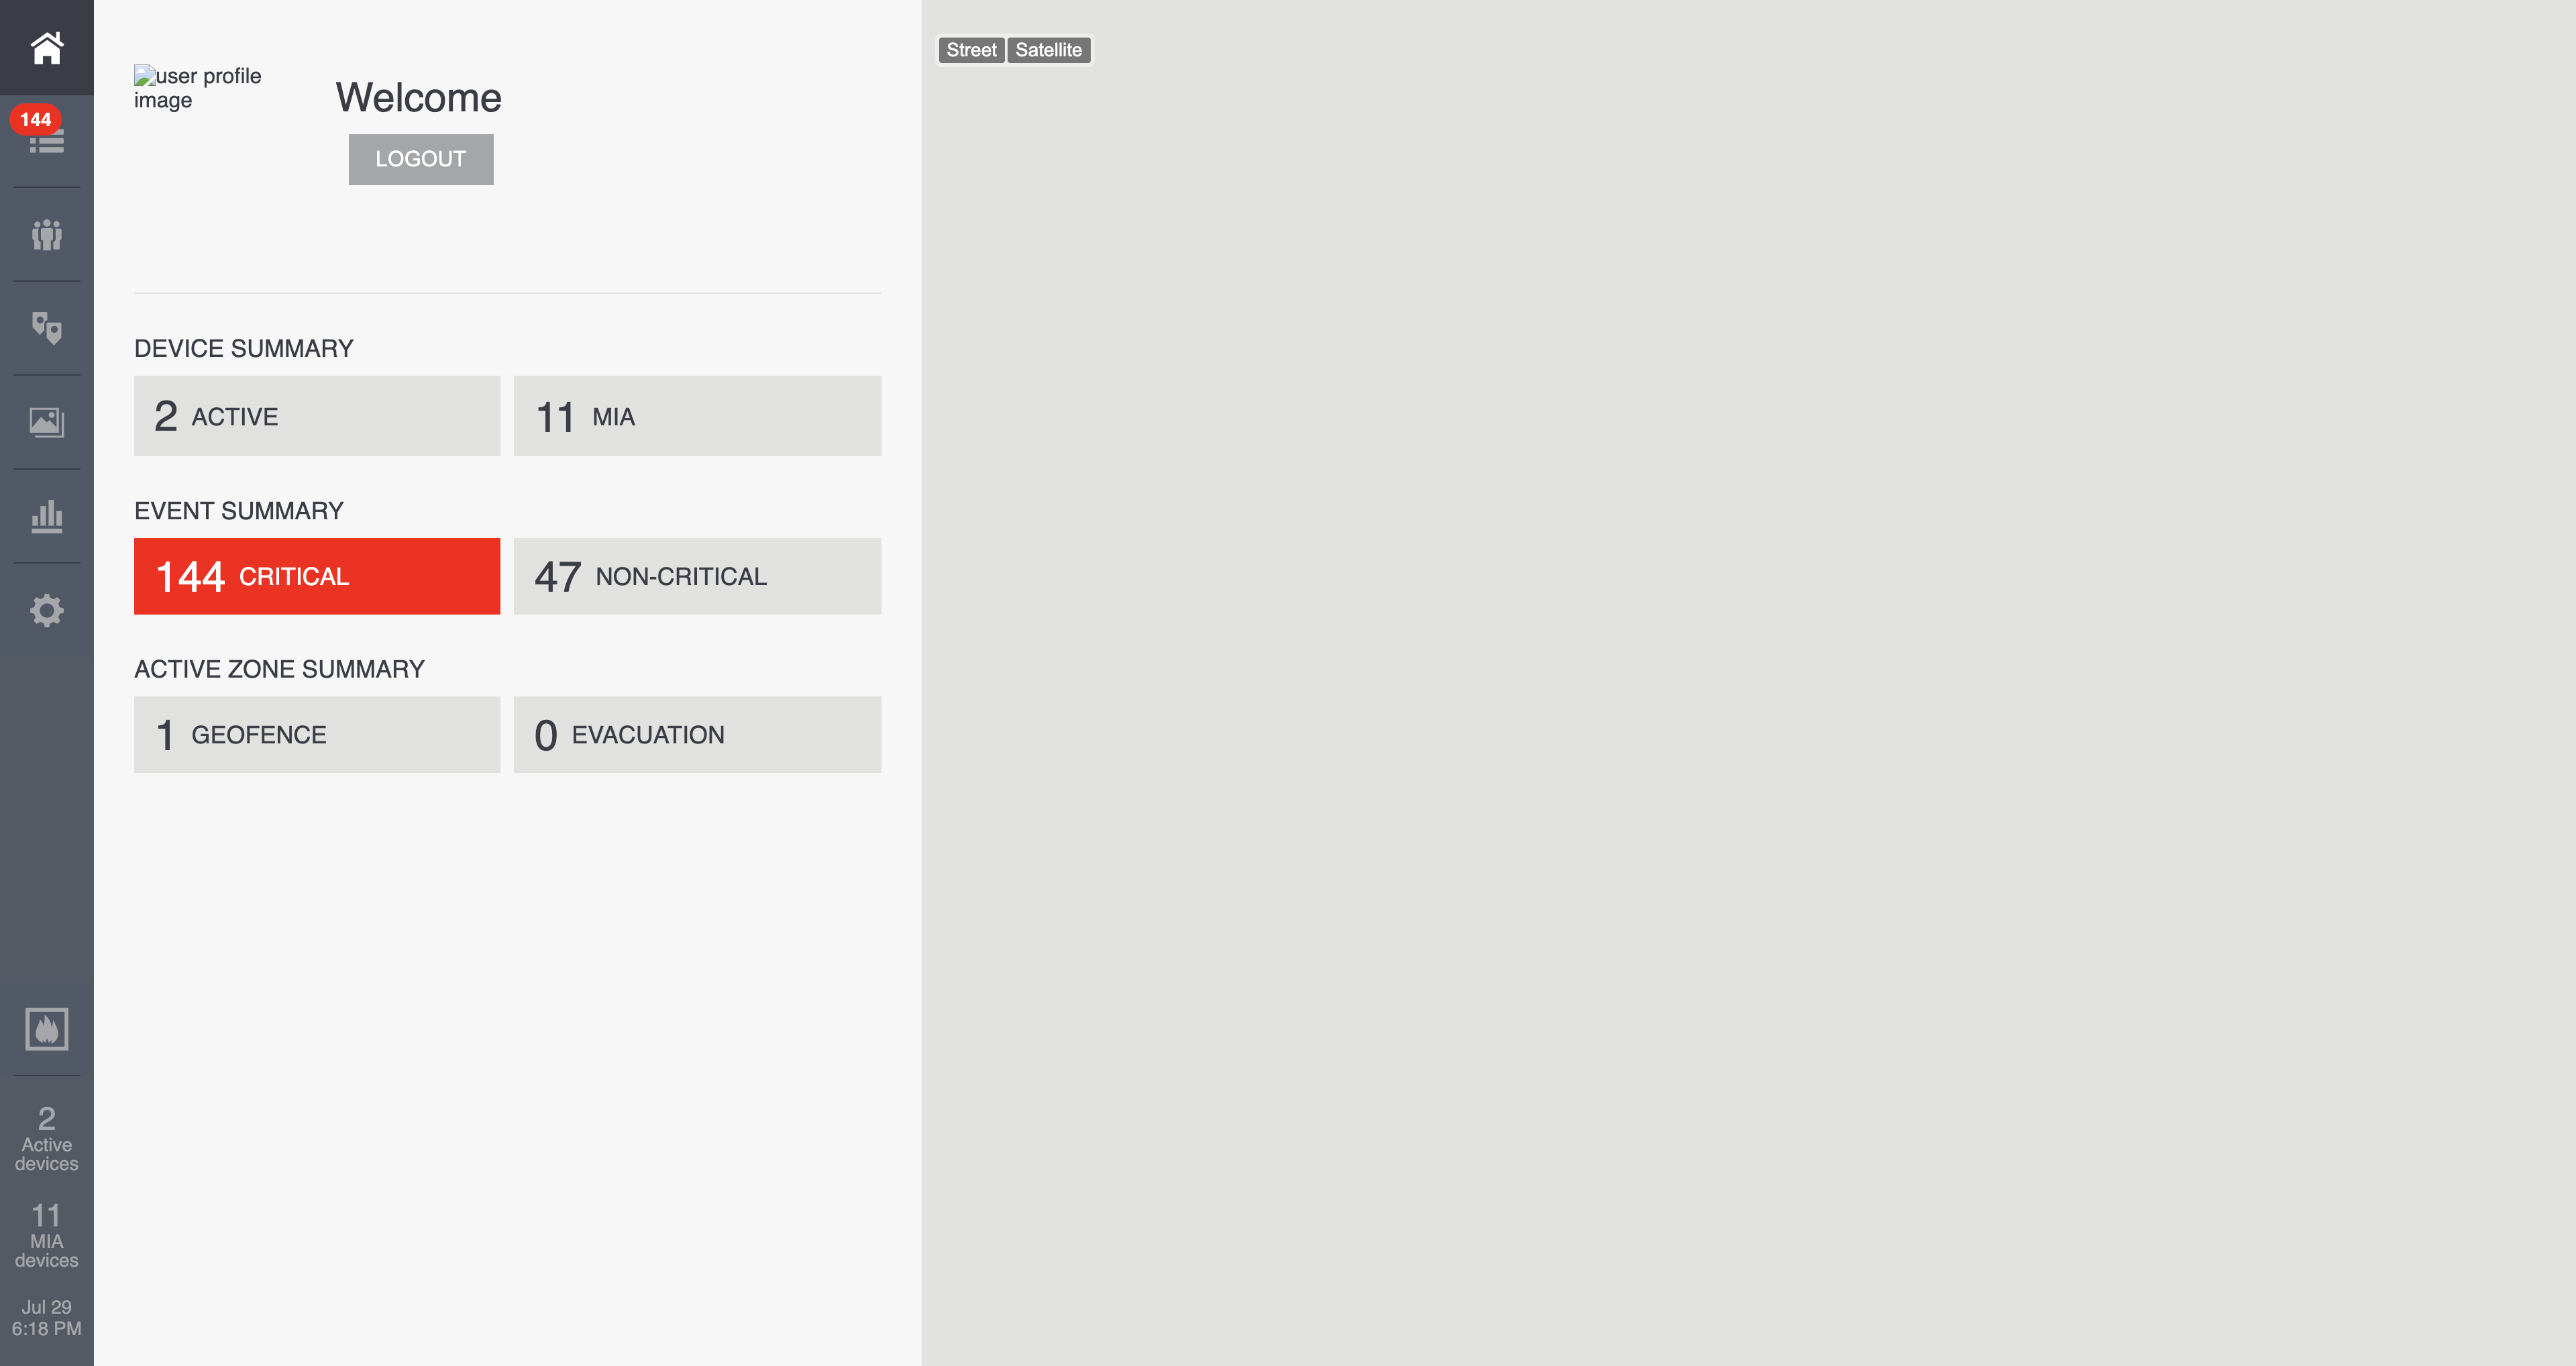 144
2
Active
devices
11
MIA
devices
Jul 29
6:18 PM
user profile
image
Welcome
LOGOUT
DEVICE SUMMARY
2 ACTIVE
11 MIA
EVENT SUMMARY
144 CRITICAL
47 NON-CRITICAL
ACTIVE ZONE SUMMARY
1 GEOFENCE
0 EVACUATION
Street Satellite